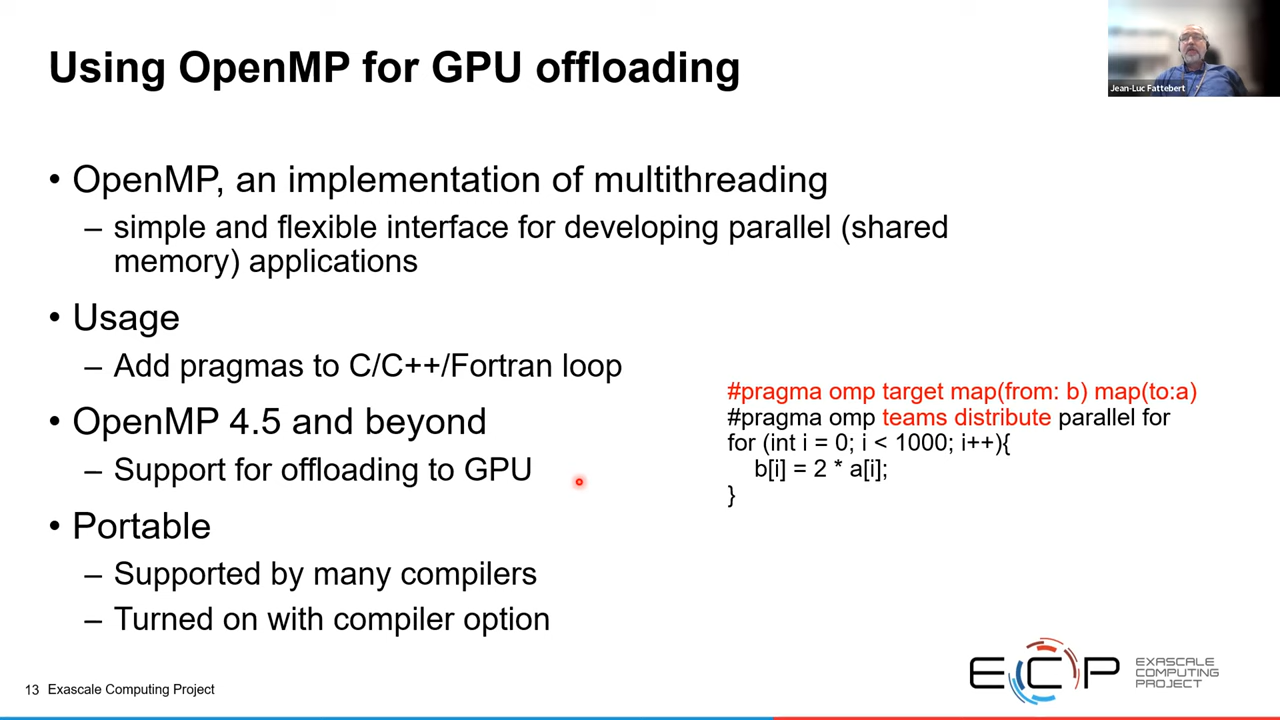 Using OpenMP for GPU offloading
Jean-Luc Fattebert
• OpenMP, an implementation of multithreading
– simple and flexible interface for developing parallel (shared
memory) applications
• Usage
– Add pragmas to C/C++/Fortran loop
• OpenMP 4.5 and beyond
– Support for offloading to GPU
• Portable
– Supported by many compilers
– Turned on with compiler option
#pragma omp target map(from: b) map(to:a)
#pragma omp teams distribute parallel for
for (int i = 0; i < 1000; i++){
b[i] = 2 * a[i];
}
13 Exascale Computing Project
ECP
EXASCALE
COMPUTING
PROJECT